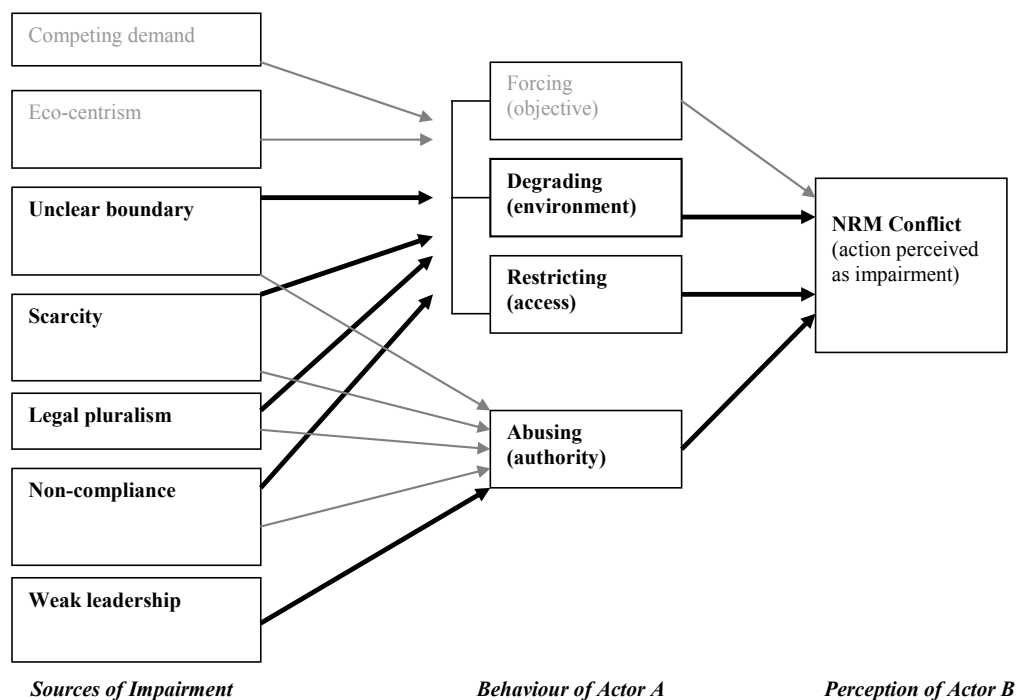 Competing demand
Eco-centrism
Unclear boundary
Scarcity
Legal pluralism
Non-compliance
Weak leadership
Forcing
(objective)
Degrading
(environment)
Restricting
(access)
Abusing
(authority)
NRM Conflict
(action perceived
as impairment)
Sources of Impairment
Behaviour of Actor A
Perception of Actor B